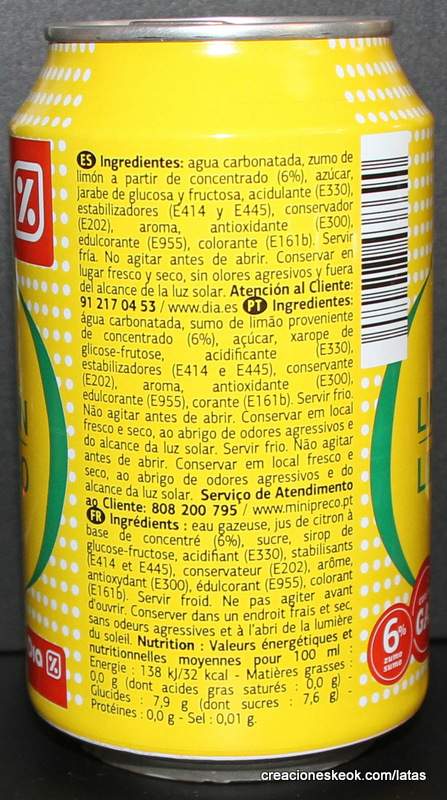 ES Ingredientes: agua carbonatada, zumo de
limón a partir de concentrado (6%), azúcar,
jarabe de glucosa y fructosa, acidulante (E330),
estabilizadores (E414 y E445), conservador
(E202), aroma, antioxidante (E300),
edulcorante (E955), colorante (E161b). Servir
fría. No agitar antes de abrir. Conservar en
lugar fresco y seco, sin olores agresivos y fuera
del alcance de la luz solar. Atención al Cliente:
91 217 04 53 / www.dia.es PT Ingredientes:
água carbonatada, sumo de limão proveniente
de concentrado (6%), açúcar, xarope de
glicose-frutose, acidificante (E330),
estabilizadores (E414 e E445), conservante
(E202), aroma, antioxidante (E300),
edulcorante (E955), corante (E161b). Servir frio.
Não agitar antes de abrir. Conservar em local
fresco e seco, ao abrigo de odores agressivos e
do alcance da luz solar. Servir frio. Não agitar
antes de abrir. Conservar em local fresco e
seco, ao abrigo de odores agressivos e do
alcance da luz solar. Serviço de Atendimento
ao Cliente: 808 200 795 / www.minipreco.pt
FR Ingrédients : eau gazeuse, jus de citron à
base de concentré (6%), sucre, sirop de
glucose-fructose, acidifiant (E330), stabilisants
(E414 et E445), conservateur (E202), arôme,
antioxydant (E300), édulcorant (E955), colorant
(E161b). Servir froid. Ne pas agiter avant
d'ouvrir. Conserver dans un endroit frais et sec,
sans odeurs agressives et à l'abri de la lumière
du soleil. Nutrition : Valeurs énergétiques et
nutritionnelles moyennes pour 100 ml :
Energie : 138 kJ/32 kcal - Matières grasses :
0,0 g (dont acides gras saturés : 0,0 g) -
Glucides : 7,9 g (dont sucres : 7,6 g) -
Protéines : 0,0 g - Sel : 0,01 g.
6%
zumo
sumo
creacioneskeok.com/latas